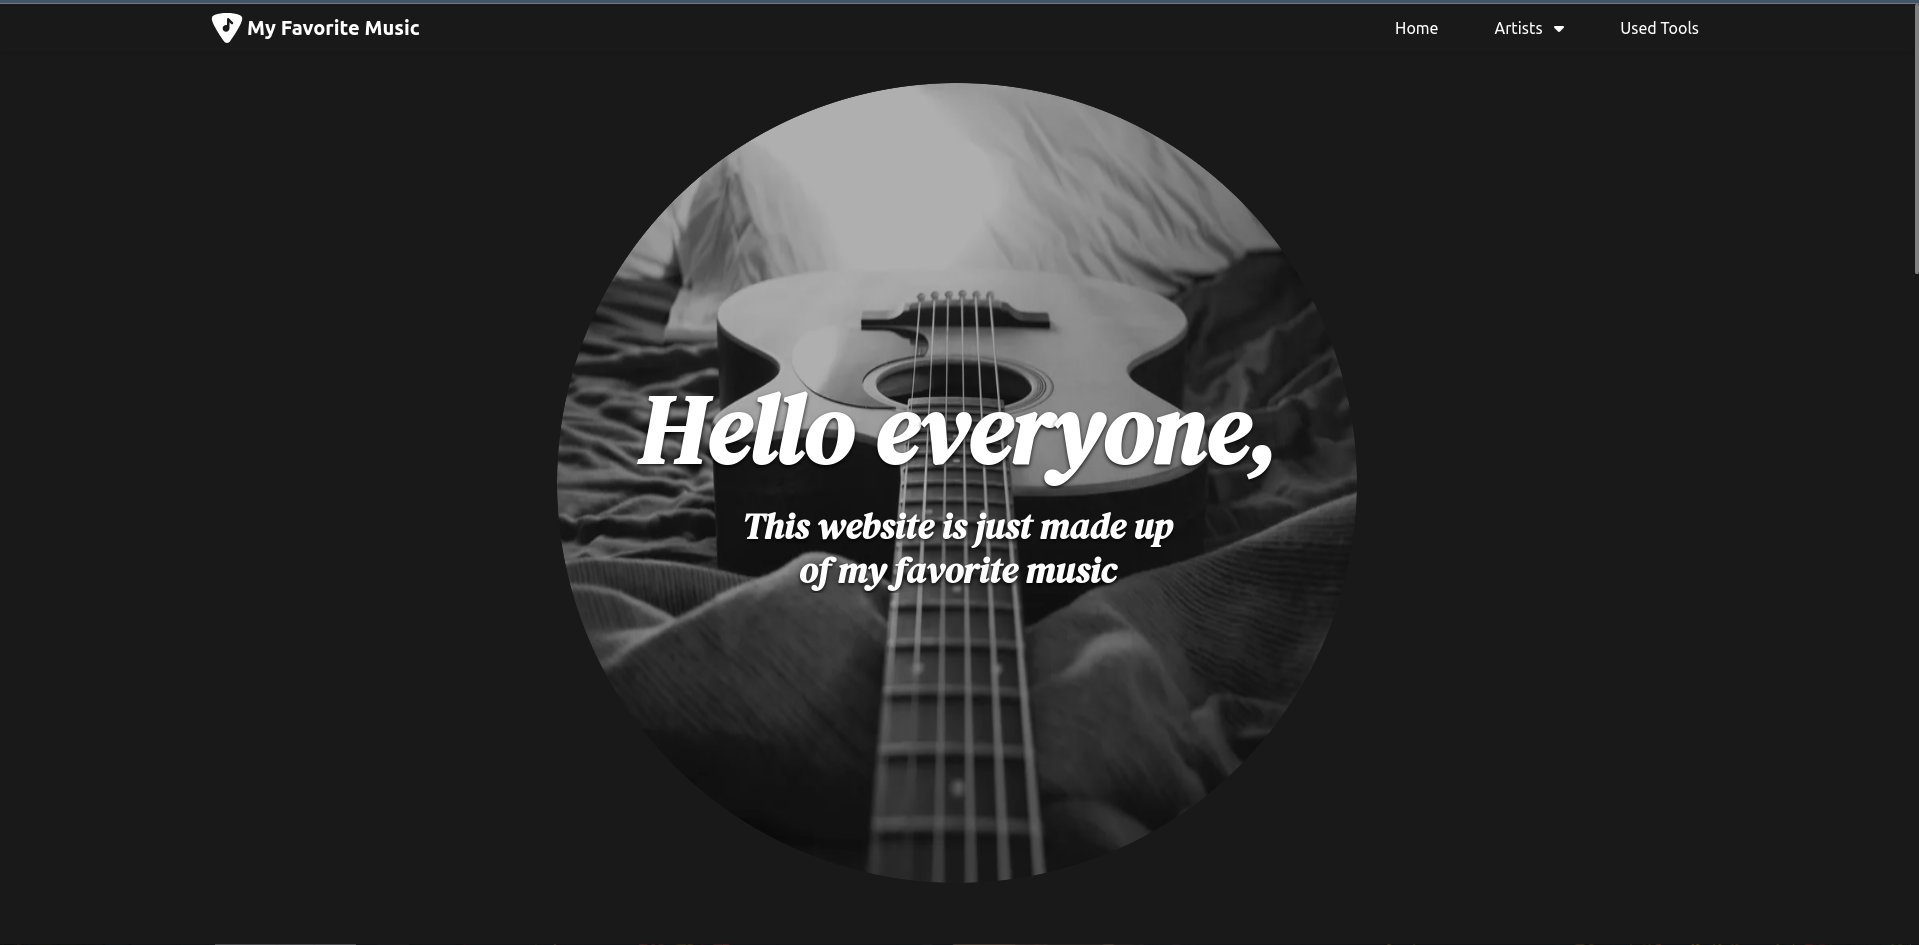 My Favorite Music
Home
Artists
Used Tools
Hello everyone,
This website is just made up
of my favorite music